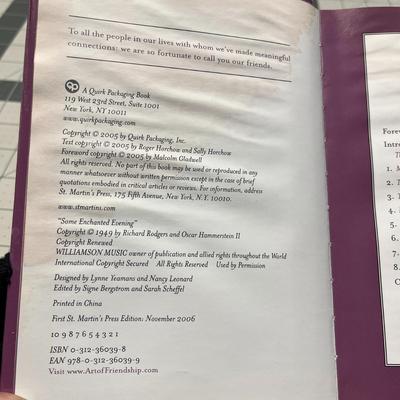 To all the people in our lives with whom we've made meaningful
connections: we are so fortunate to call you our friends.
qp
A Quirk Packaging Book
119 West 23rd Street, Suite 1001
New York, NY 10011
www.quirkpackaging.com
Copyright © 2005 by Quirk Packaging, Inc.
Text copyright © 2005 by Roger Horchow and Sally Horchow
Foreword copyright © 2005 by Malcolm Gladwell
All rights reserved. No part of this book may be used or reproduced in any
manner whatsoever without written permission except in the case of brief
quotations embodied in critical articles or reviews. For information, address
St. Martin's Press, 175 Fifth Avenue, New York, N.Y. 10010.
www.stmartins.com
"Some Enchanted Evening"
Copyright © 1949 by Richard Rodgers and Oscar Hammerstein II
Copyright Renewed
WILLIAMSON MUSIC owner of publication and allied rights throughout the World
International Copyright Secured All Rights Reserved Used by Permission
Designed by Lynne Yeamans and Nancy Leonard
Edited by Signe Bergstrom and Sarah Scheffel
Printed in China
First St. Martin's Press Edition: November 2006
10 9 8 7 6 5 4 3 2 1
ISBN 0-312-36039-8
EAN 978-0-312-36039-9
Visit www.ArtofFriendship.com
Forew
Intro
1.
2.
3.
4.
5.
6.
7.
8.